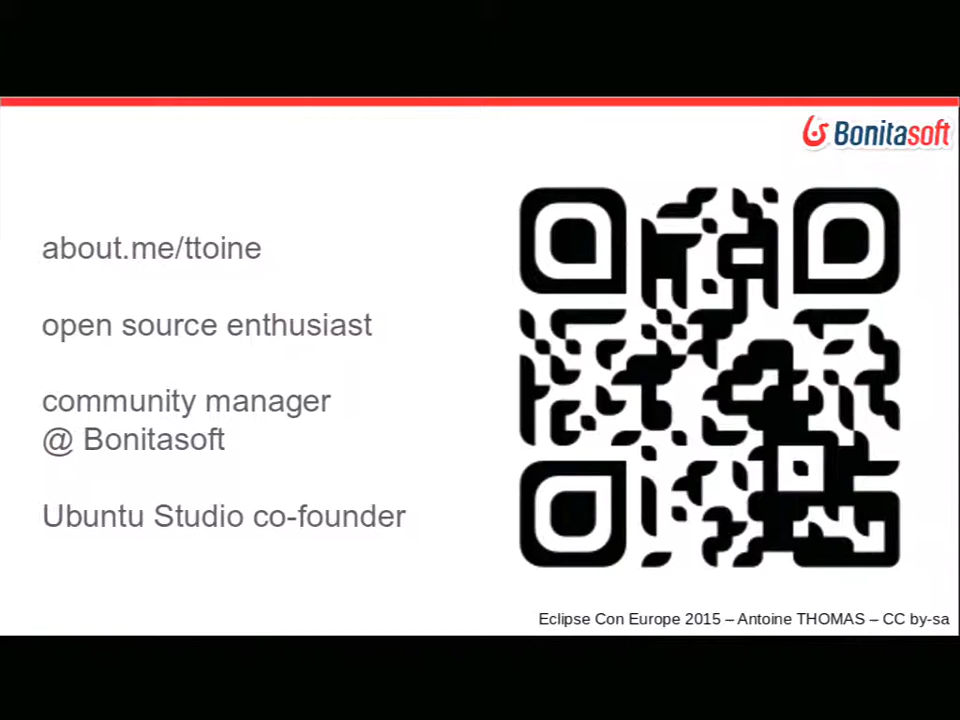 Bonitasoft
about.me/ttoine
open source enthusiast
community manager
@ Bonitasoft
Ubuntu Studio co-founder
Eclipse Con Europe 2015 – Antoine THOMAS – CC by-sa